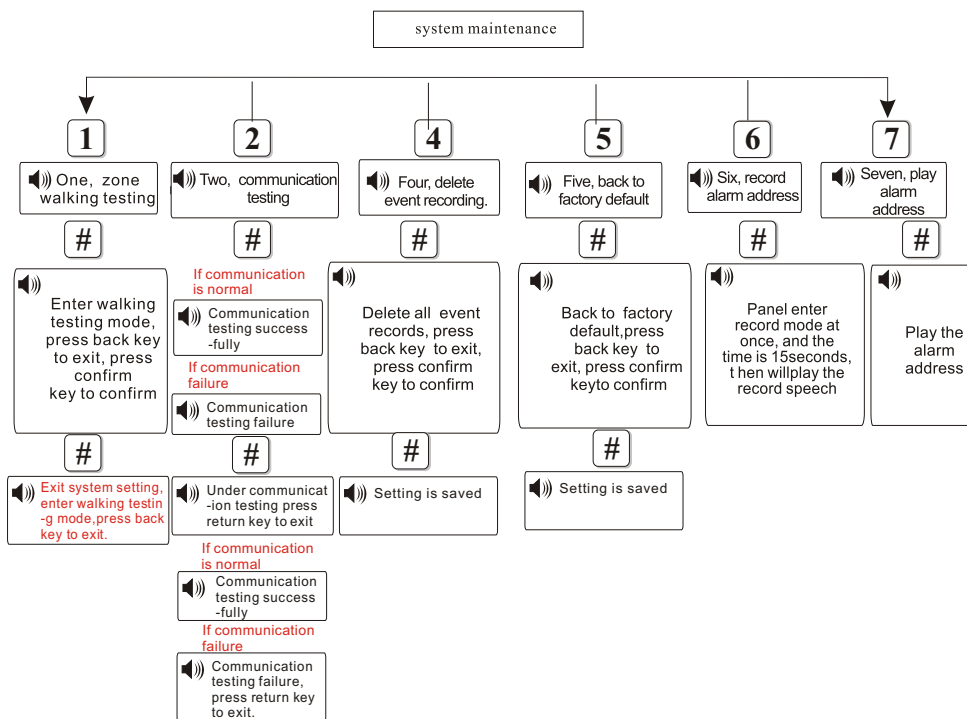 system maintenance
1
One, zone
walking testing
#
Enter walking
testing mode,
press back key
to exit, press
confirm
key to confirm
#
Exit system setting,
enter walking testin
-g mode,press back
key to exit.
2
Two, communication
testing
#
If communication
is normal
Communication
testing success
-fully
If communication
failure
Communication
testing failure
#
Under communicat
-ion testing press
return key to exit
If communication
is normal
Communication
testing success
-fully
If communication
failure
Communication
testing failure,
press return key
to exit.
4
Four, delete
event recording.
#
Delete all event
records, press
back key to exit,
press confirm
key to confirm
#
Setting is saved
5
Five, back to
factory default
#
Back to factory
default,press
back key to
exit, press confirm
keyto confirm
#
Setting is saved
6
Six, record
alarm address
#
Panel enter
record mode at
once, and the
time is 15seconds,
t hen willplay the
record speech
7
Seven, play
alarm
address
#
Play the
alarm
address